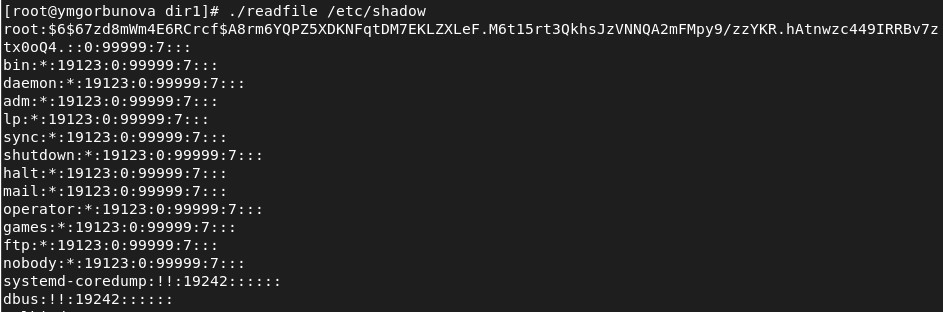 [root@ymgorbunova dir1]# ./readfile /etc/shadow
root:$6$67zd8mWm4E6RCrcf$A8rm6YQPZ5XDKNFqtDM7EKLZXLeF.M6t15rt3QkhsJzVNNQA2mFMpy9/zzYKR.hAtnwzc449IRRBv7z
tx0oQ4.::0:99999:7:::
bin:*:19123:0:99999:7:::
daemon:*:19123:0:99999:7:::
adm:*:19123:0:99999:7:::
lp:*:19123:0:99999:7:::
sync:*:19123:0:99999:7:::
shutdown:*:19123:0:99999:7:::
halt:*:19123:0:99999:7:::
mail:*:19123:0:99999:7:::
operator:*:19123:0:99999:7:::
games:*:19123:0:99999:7:::
ftp:*:19123:0:99999:7:::
nobody:*:19123:0:99999:7:::
systemd-coredump:!!:19242::::::
dbus:!!:19242::::::